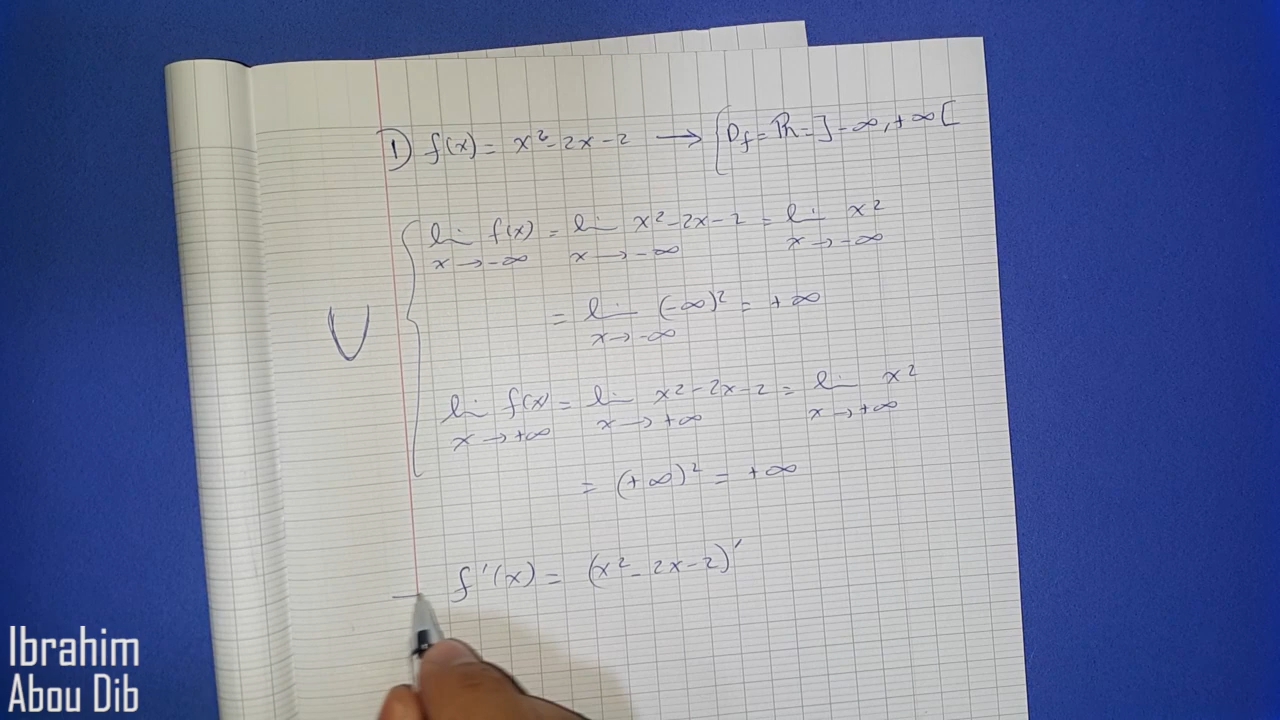 1) f(x) = x² - 2x - 2 → { Df = ℝ = ]-∞, +∞[
lim f(x) = lim x² - 2x - 2 = lim x²
x → -∞ x → -∞ x → -∞
= lim (-∞)² = +∞
x → -∞
lim f(x) = lim x² - 2x - 2 = lim x²
x → +∞ x → +∞ x → +∞
= (+∞)² = +∞
f'(x) = (x² - 2x - 2)'
Ibrahim
Abou Dib